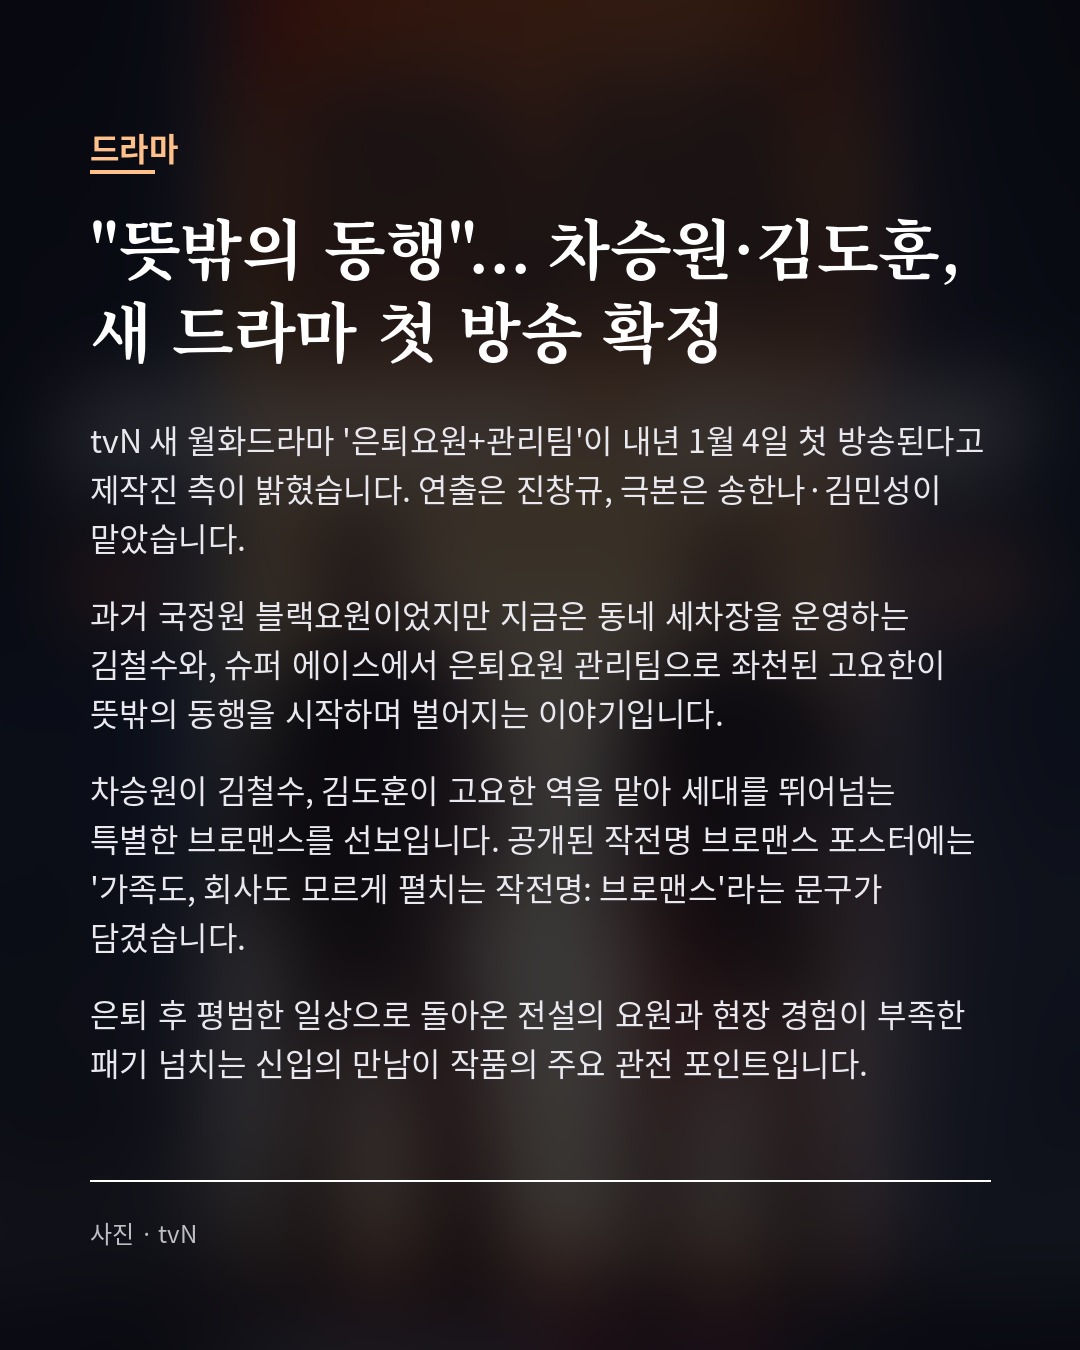 드라마
"뜻밖의 동행"... 차승원·김도훈,
새 드라마 첫 방송 확정
tvN 새 월화드라마 '은퇴요원+관리팀'이 내년 1월 4일 첫 방송된다고
제작진 측이 밝혔습니다. 연출은 진창규, 극본은 송한나·김민성이
맡았습니다.
과거 국정원 블랙요원이었지만 지금은 동네 세차장을 운영하는
김철수와, 슈퍼 에이스에서 은퇴요원 관리팀으로 좌천된 고요한이
뜻밖의 동행을 시작하며 벌어지는 이야기입니다.
차승원이 김철수, 김도훈이 고요한 역을 맡아 세대를 뛰어넘는
특별한 브로맨스를 선보입니다. 공개된 작전명 브로맨스 포스터에는
'가족도, 회사도 모르게 펼치는 작전명: 브로맨스'라는 문구가
담겼습니다.
은퇴 후 평범한 일상으로 돌아온 전설의 요원과 현장 경험이 부족한
패기 넘치는 신입의 만남이 작품의 주요 관전 포인트입니다.
사진 · tvN